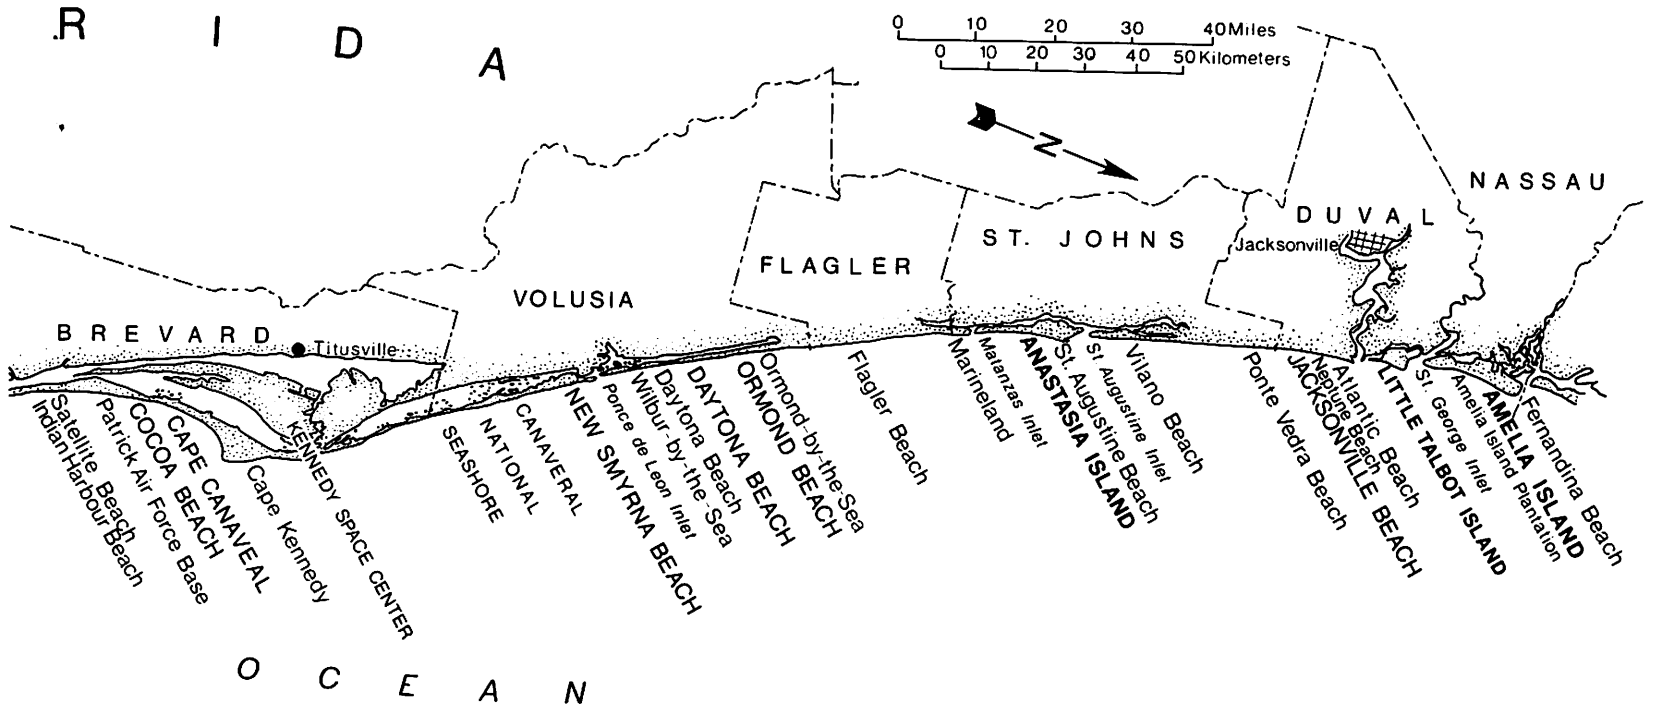 R I D A
0 10 20 30 40 Miles
0 10 20 30 40 50 Kilometers
N
NASSAU
DUVAL
Jacksonville
ST. JOHNS
FLAGLER
VOLUSIA
BREVARD
Titusville
Indian Harbour Beach
Satellite Beach
Patrick Air Force Base
COCOA BEACH
CAPE CANAVEAL
Cape Kennedy
KENNEDY SPACE CENTER
SEASHORE
NATIONAL
CANAVERAL
NEW SMYRNA BEACH
Ponce de Leon Inlet
Wilbur-by-the-Sea
Daytona Beach
DAYTONA BEACH
ORMOND BEACH
Ormond-by-the-Sea
Flagler Beach
Marineland
Matanzas Inlet
ANASTASIA ISLAND
St. Augustine Beach
St Augustine Inlet
Vilano Beach
Ponte Vedra Beach
JACKSONVILLE BEACH
Neptune Beach
Atlantic Beach
LITTLE TALBOT ISLAND
St. George Inlet
Amelia Island Plantation
AMELIA ISLAND
Fernandina Beach
OCEAN